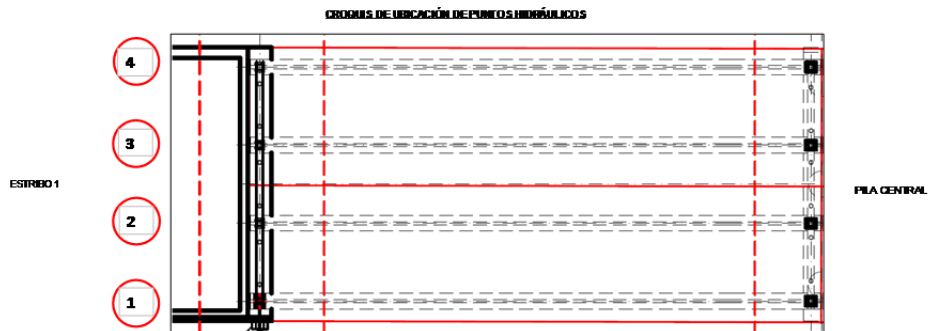 CROQUIS DE UBICACIÓN DE PUNTOS HIDRÁULICOS
4
3
ESTRIBO 1
PILA CENTRAL
2
1